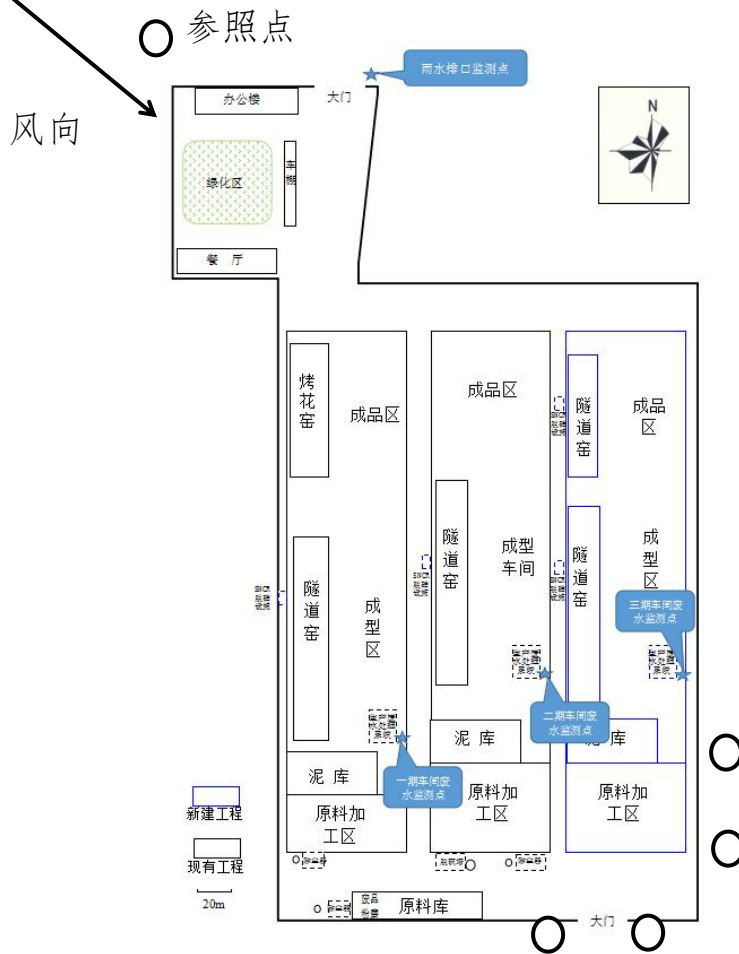 参照点
雨水排口监测点
风向
办公楼
大门
N
车棚
绿化区
餐 厅
烤花窑
成品区
成品区
隧道窑
成品
区
隧道窑
成型区
隧道窑
成型
车间
隧道窑
成型区
三期车间废
水监测点
二期车间废
水监测点
一期车间废
水监测点
泥 库
泥 库
库
原料加
工区
原料加
工区
原料加
工区
新建工程
现有工程
20m
原料库
大门